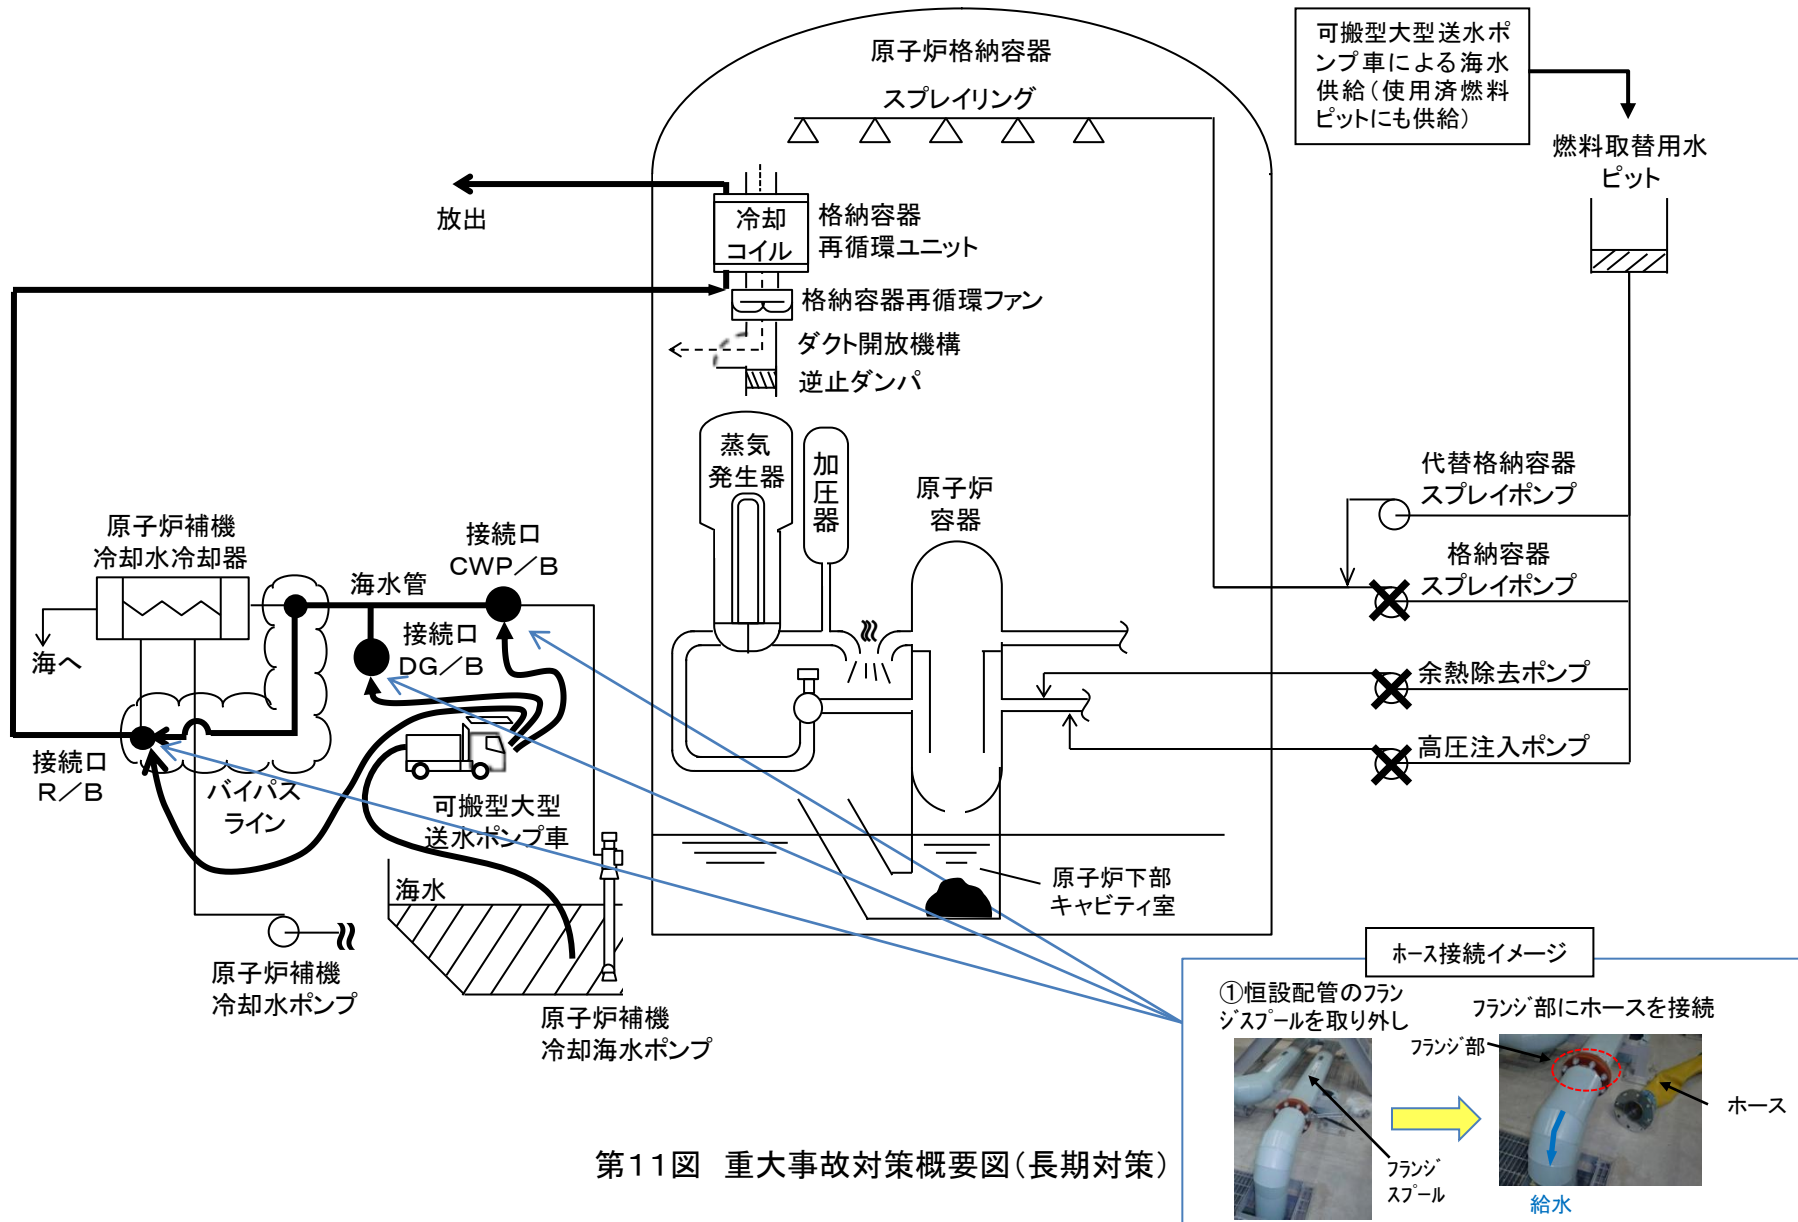 原子炉格納容器
スプレイリング
可搬型大型送水ポ
ンプ車による海水
供給（使用済燃料
ピットにも供給）
燃料取替用水
ピット
放出
冷却
コイル
格納容器
再循環ユニット
格納容器再循環ファン
ダクト開放機構
逆止ダンパ
蒸気
発生器
加圧器
原子炉
容器
代替格納容器
スプレイポンプ
格納容器
スプレイポンプ
余熱除去ポンプ
高圧注入ポンプ
原子炉補機
冷却水冷却器
海水管
接続口
CWP／B
接続口
DG／B
海へ
接続口
R／B
バイパス
ライン
可搬型大型
送水ポンプ車
海水
原子炉補機
冷却水ポンプ
原子炉補機
冷却海水ポンプ
原子炉下部
キャビティ室
ﾎｰｽ接続イメージ
①恒設配管のﾌﾗﾝ
ｼﾞｽﾌﾟｰﾙを取り外し
ﾌﾗﾝｼﾞ部にホースを接続
ﾌﾗﾝｼﾞ部
ホース
ﾌﾗﾝｼﾞ
ｽﾌﾟｰﾙ
給水
第１１図　重大事故対策概要図（長期対策）